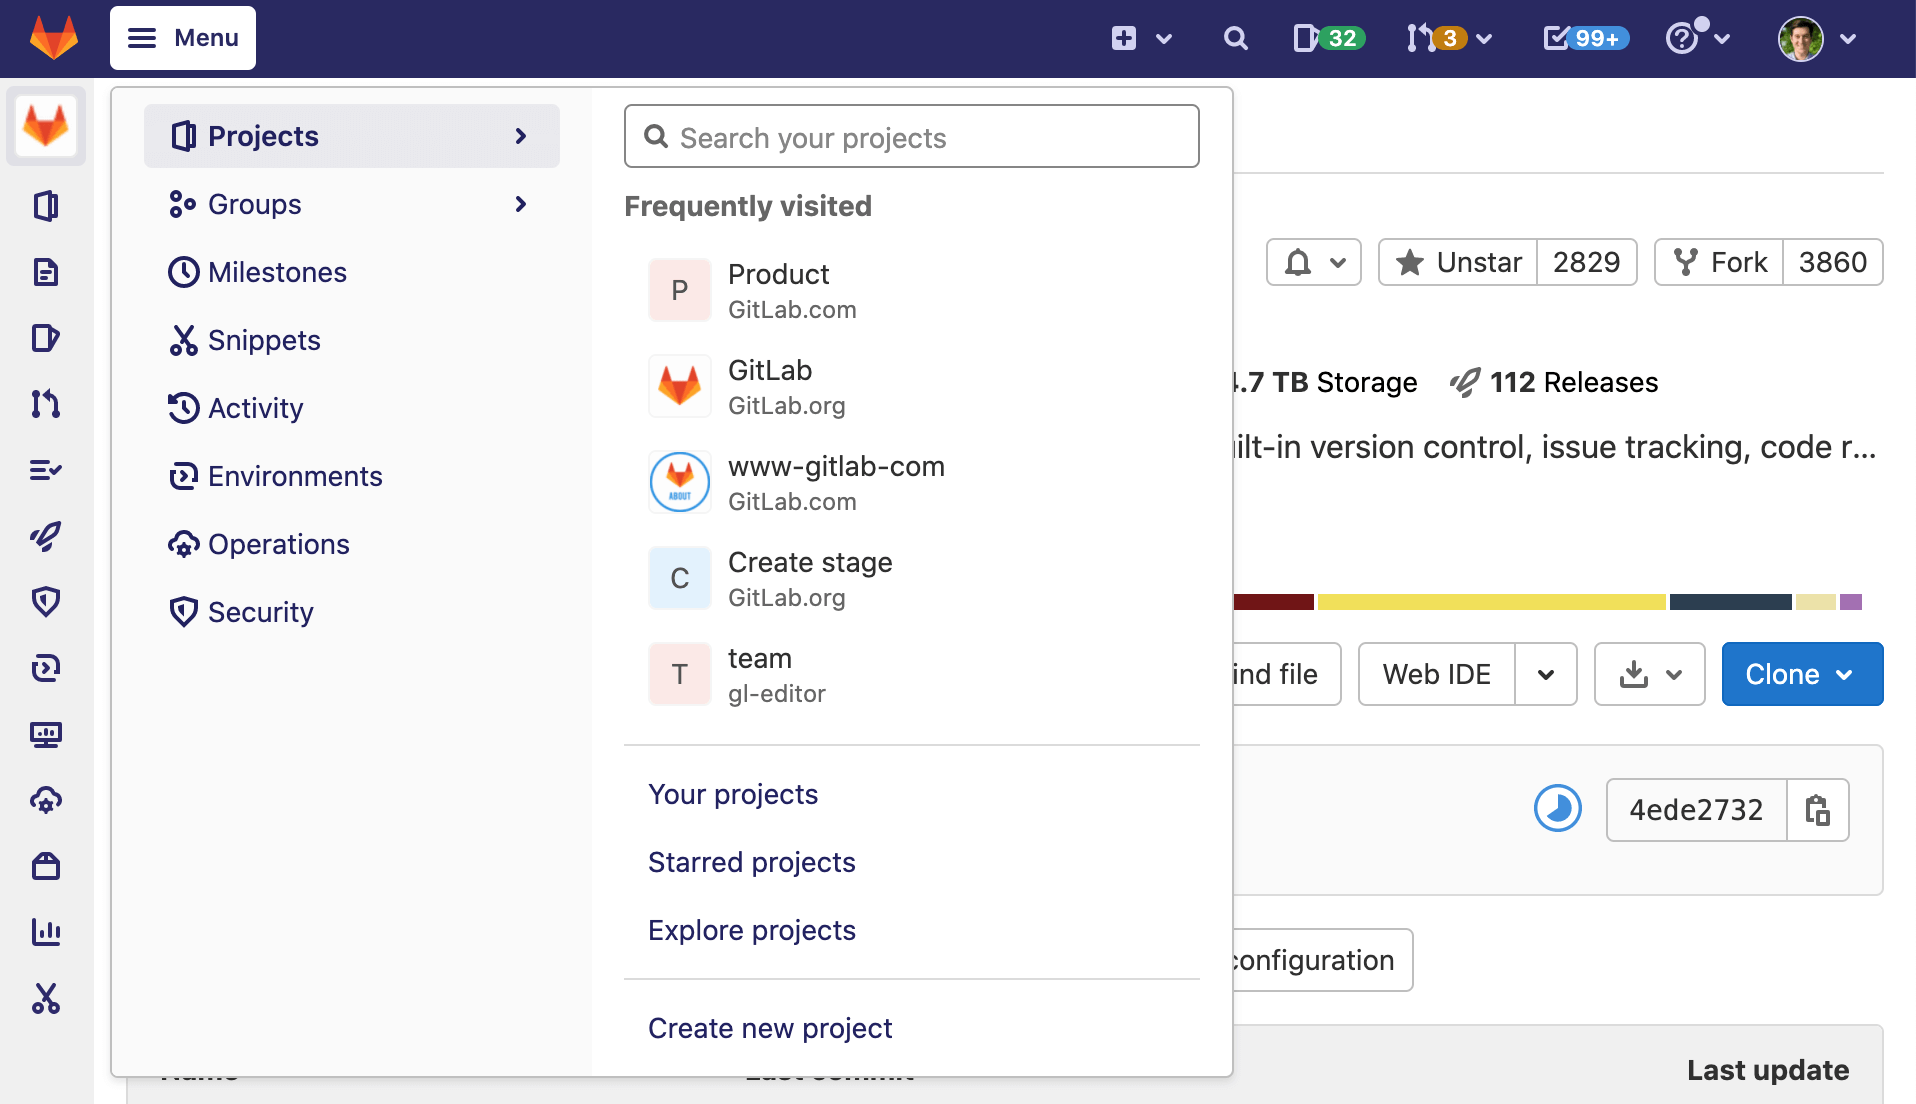 Menu
32
3
99+
Projects
Groups
Milestones
Snippets
Activity
Environments
Operations
Security
Search your projects
Frequently visited
P
Product
GitLab.com
GitLab
GitLab.org
ABOUT
www-gitlab-com
GitLab.com
C
Create stage
GitLab.org
T
team
gl-editor
Your projects
Starred projects
Explore projects
Create new project
Unstar 2829
Fork 3860
.7 TB Storage 112 Releases
ilt-in version control, issue tracking, code r...
ind file
Web IDE
Clone
4ede2732
configuration
Last update